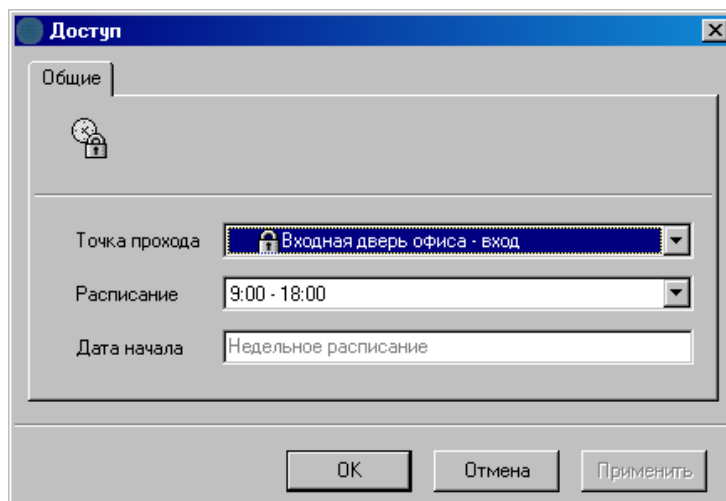 Доступ
Общие
Точка прохода Входная дверь офиса - вход
Расписание 9:00 - 18:00
Дата начала Недельное расписание
OK Отмена Применить